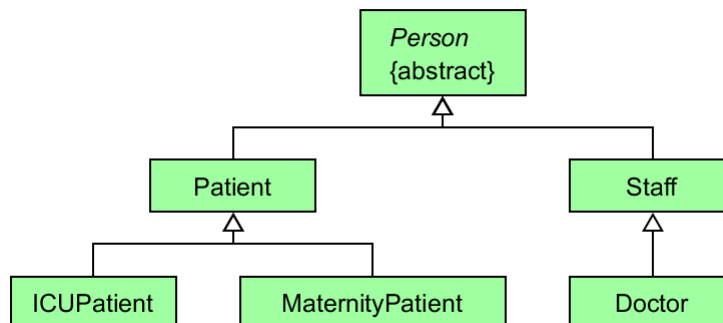 Person
{abstract}
Patient
Staff
ICUPatient
MaternityPatient
Doctor